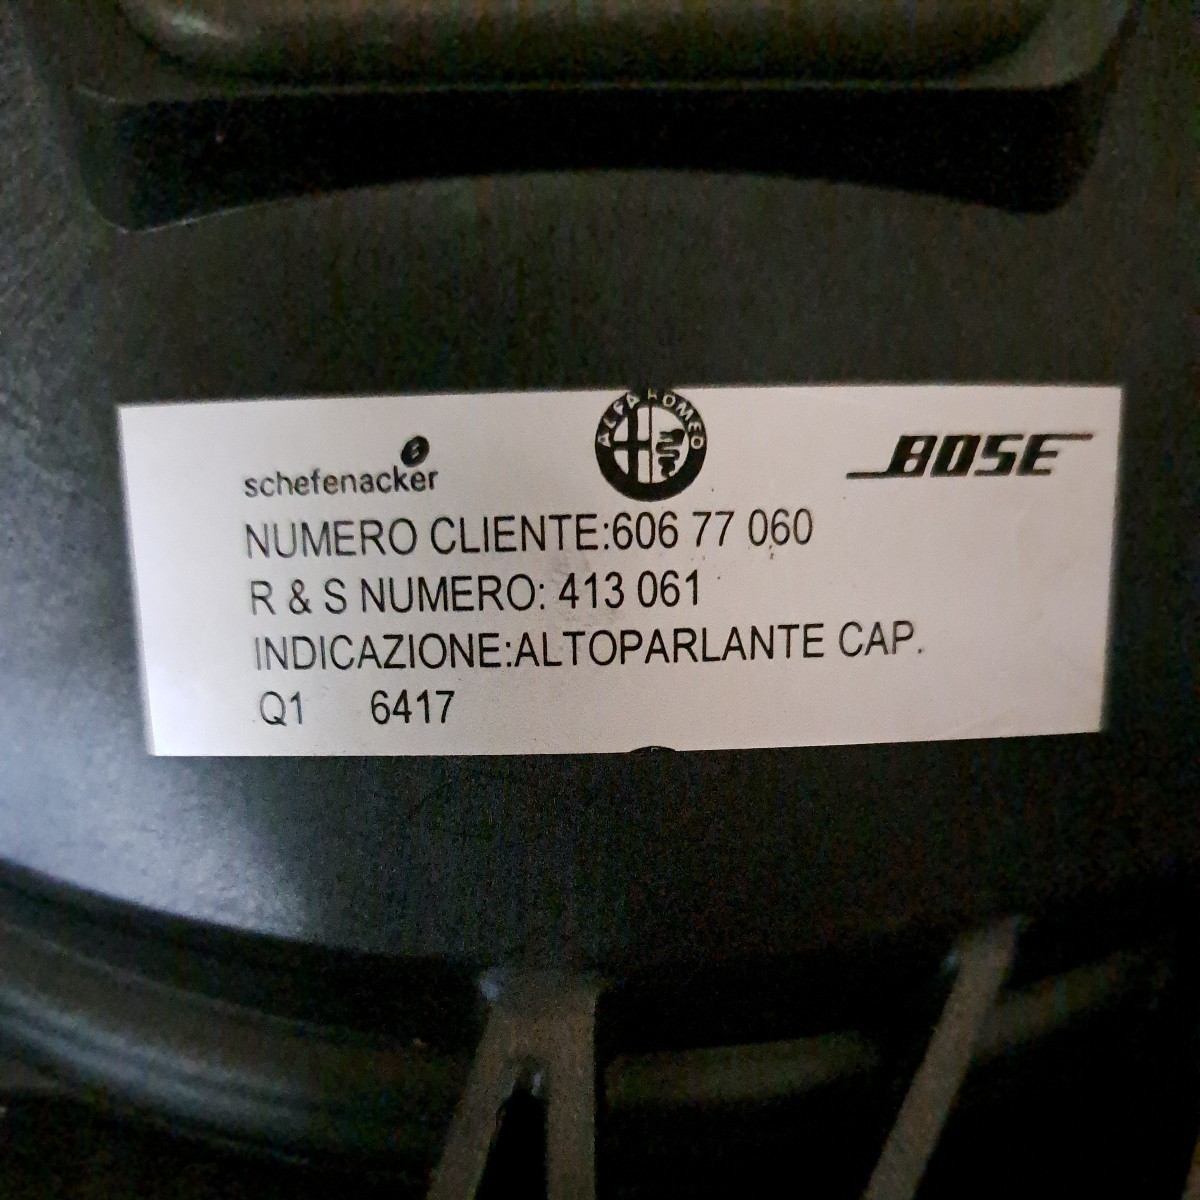 schefenacker
ALFA ROMEO
BOSE
NUMERO CLIENTE:606 77 060
R & S NUMERO: 413 061
INDICAZIONE:ALTOPARLANTE CAP.
Q1 6417